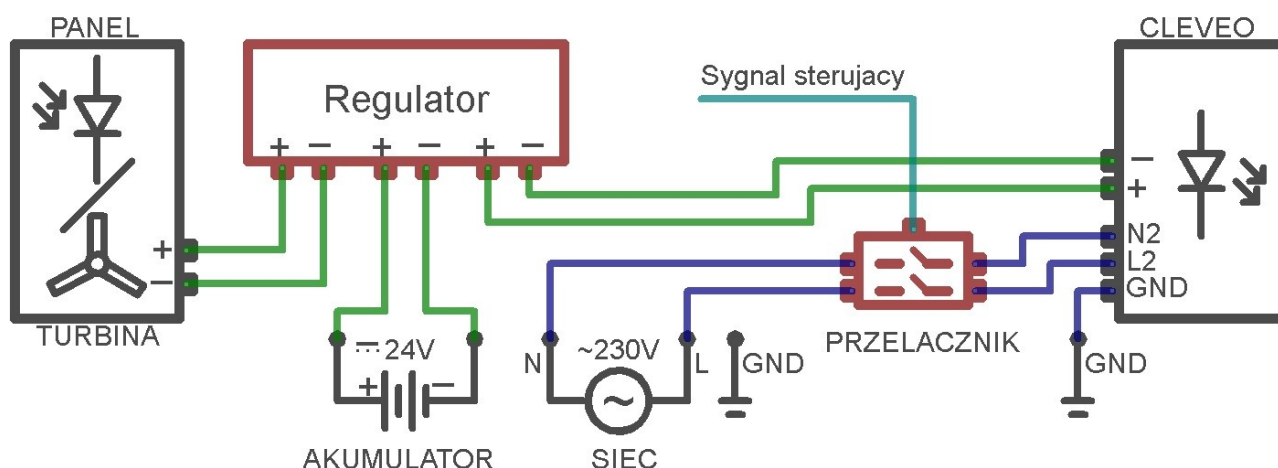 PANEL
CLEVEO
Sygnal sterujacy
Regulator
+ − + − + −
−
+
+
−
N2
L2
GND
TURBINA
24V
~230V
PRZELACZNIK
N
L
GND
GND
+ −
~
AKUMULATOR
SIEC